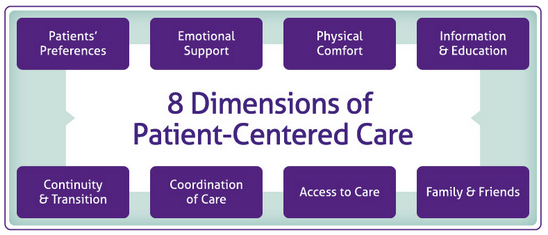 Patients'
Preferences
Emotional
Support
Physical
Comfort
Information
& Education
8 Dimensions of
Patient-Centered Care
Continuity
& Transition
Coordination
of Care
Access to Care
Family & Friends